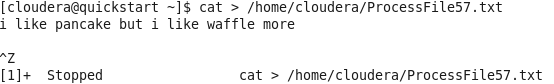 [cloudera@quickstart ~]$ cat > /home/cloudera/ProcessFile57.txt
i like pancake but i like waffle more
^Z
[1]+  Stopped                 cat > /home/cloudera/ProcessFile57.txt